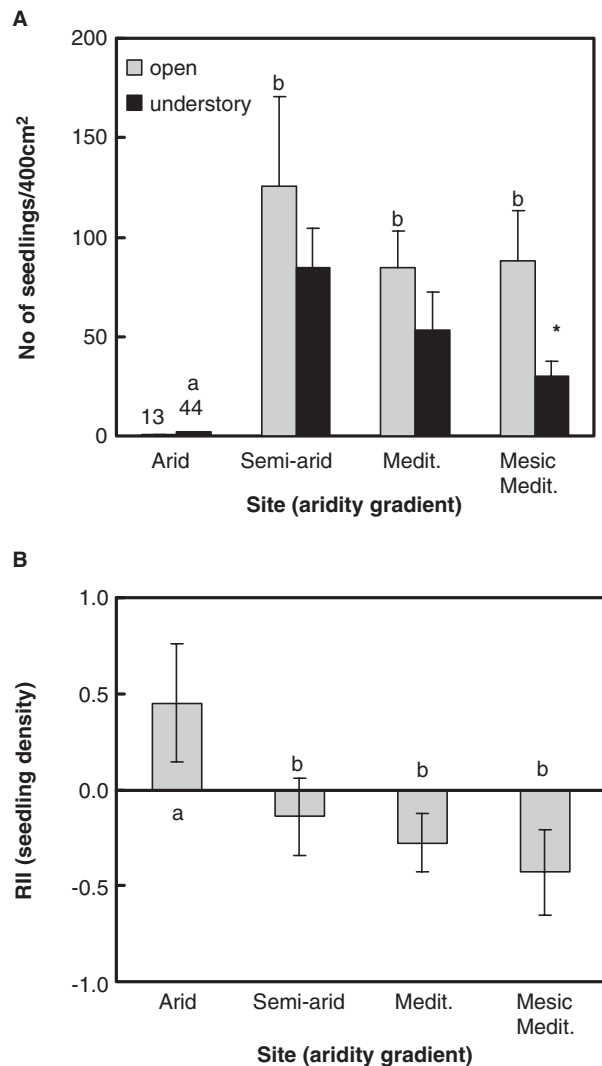 A
No of seedlings/400cm²
200
150
100
50
0
open
understory
13
a
44
b
b
b
*
Arid
Semi-arid
Medit.
Mesic
Medit.
Site (aridity gradient)
B
RII (seedling density)
1.0
0.5
0.0
-0.5
-1.0
a
b
b
b
Arid
Semi-arid
Medit.
Mesic
Medit.
Site (aridity gradient)